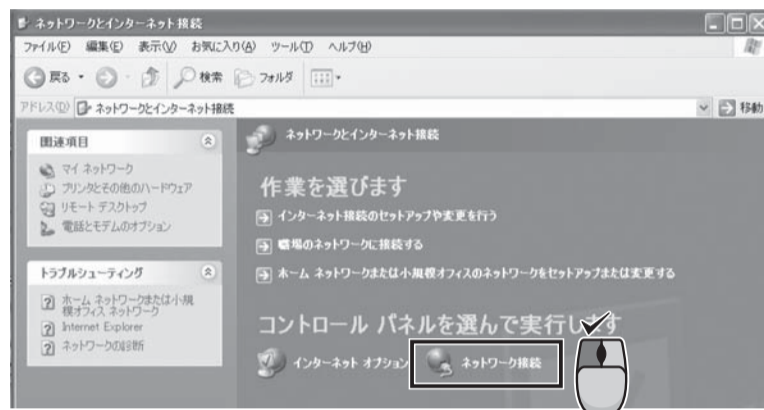 ネットワークとインターネット接続
ファイル(F) 編集(E) 表示(V) お気に入り(A) ツール(T) ヘルプ(H)
戻る 検索 フォルダ
アドレス(D) ネットワークとインターネット接続 移動
関連項目
マイ ネットワーク
プリンタとその他のハードウェア
リモート デスクトップ
電話とモデムのオプション
トラブルシューティング
ホーム ネットワークまたは小規
模オフィス ネットワーク
Internet Explorer
ネットワークの診断
ネットワークとインターネット接続
作業を選びます
インターネット接続のセットアップや変更を行う
職場のネットワークに接続する
ホーム ネットワークまたは小規模オフィスのネットワークをセットアップまたは変更する
コントロール パネルを選んで実行します
インターネット オプション ネットワーク接続